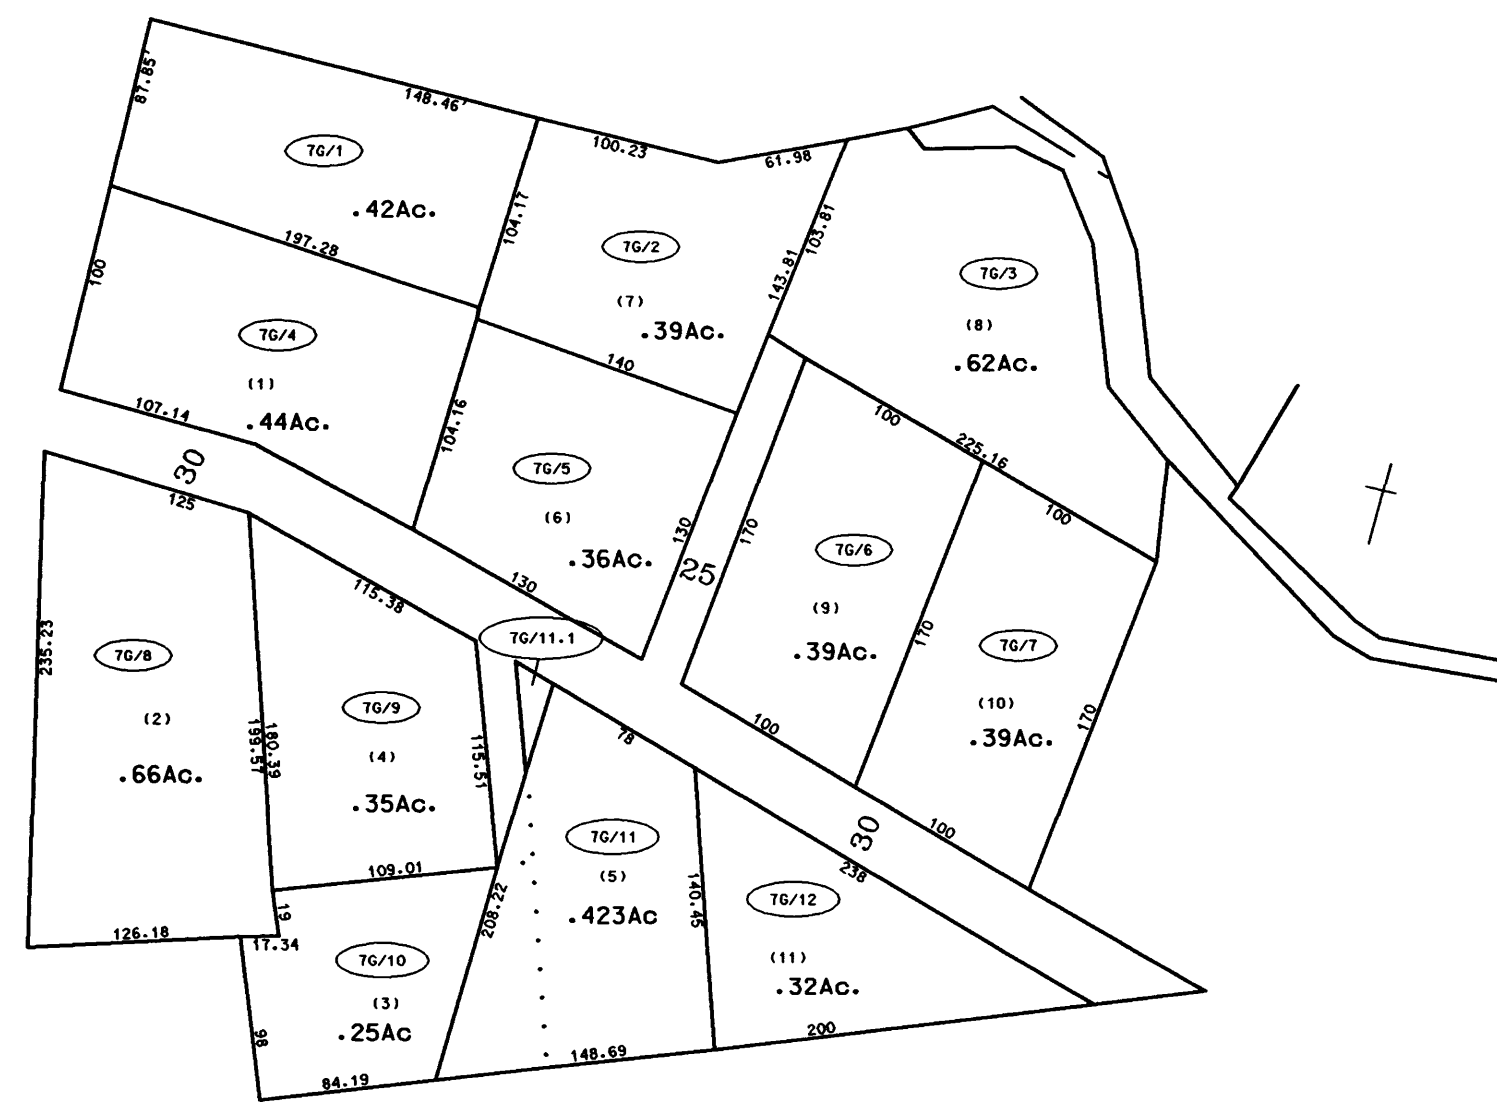 87.85'
148.46'
7G/1
.42Ac.
100.23
61.98
104.17
103.81
143.81
7G/2
(7)
.39Ac.
7G/3
(8)
.62Ac.
197.28
100
7G/4
(1)
.44Ac.
107.14
104.16
140
7G/5
(6)
.36Ac.
130
130
100
225.16
100
30
125
25
170
7G/6
(9)
.39Ac.
170
7G/7
(10)
.39Ac.
170
115.38
7G/11.1
235.23
7G/8
(2)
.66Ac.
199.57
180.39
7G/9
(4)
.35Ac.
115.51
78
100
100
30
238
109.01
7G/11
(5)
.423Ac
140.45
7G/12
(11)
.32Ac.
208.22
19
126.18
17.34
7G/10
(3)
.25Ac
98
84.19
148.69
200